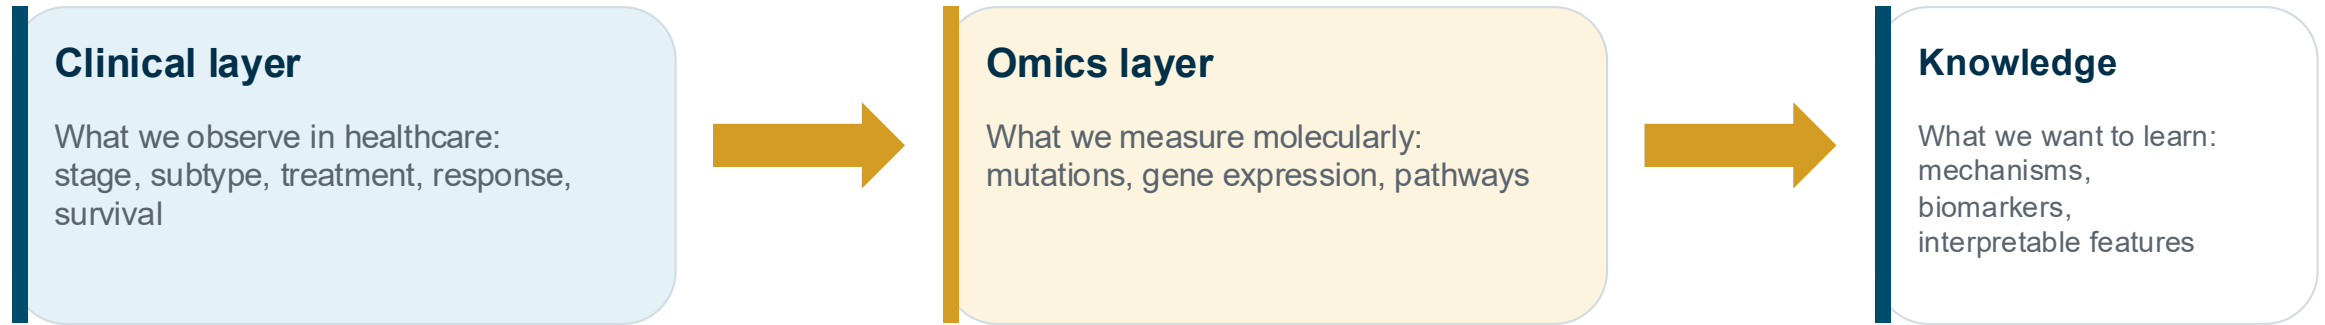 Clinical layer
What we observe in healthcare:
stage, subtype, treatment, response,
survival
Omics layer
What we measure molecularly:
mutations, gene expression, pathways
Knowledge
What we want to learn:
mechanisms,
biomarkers,
interpretable features